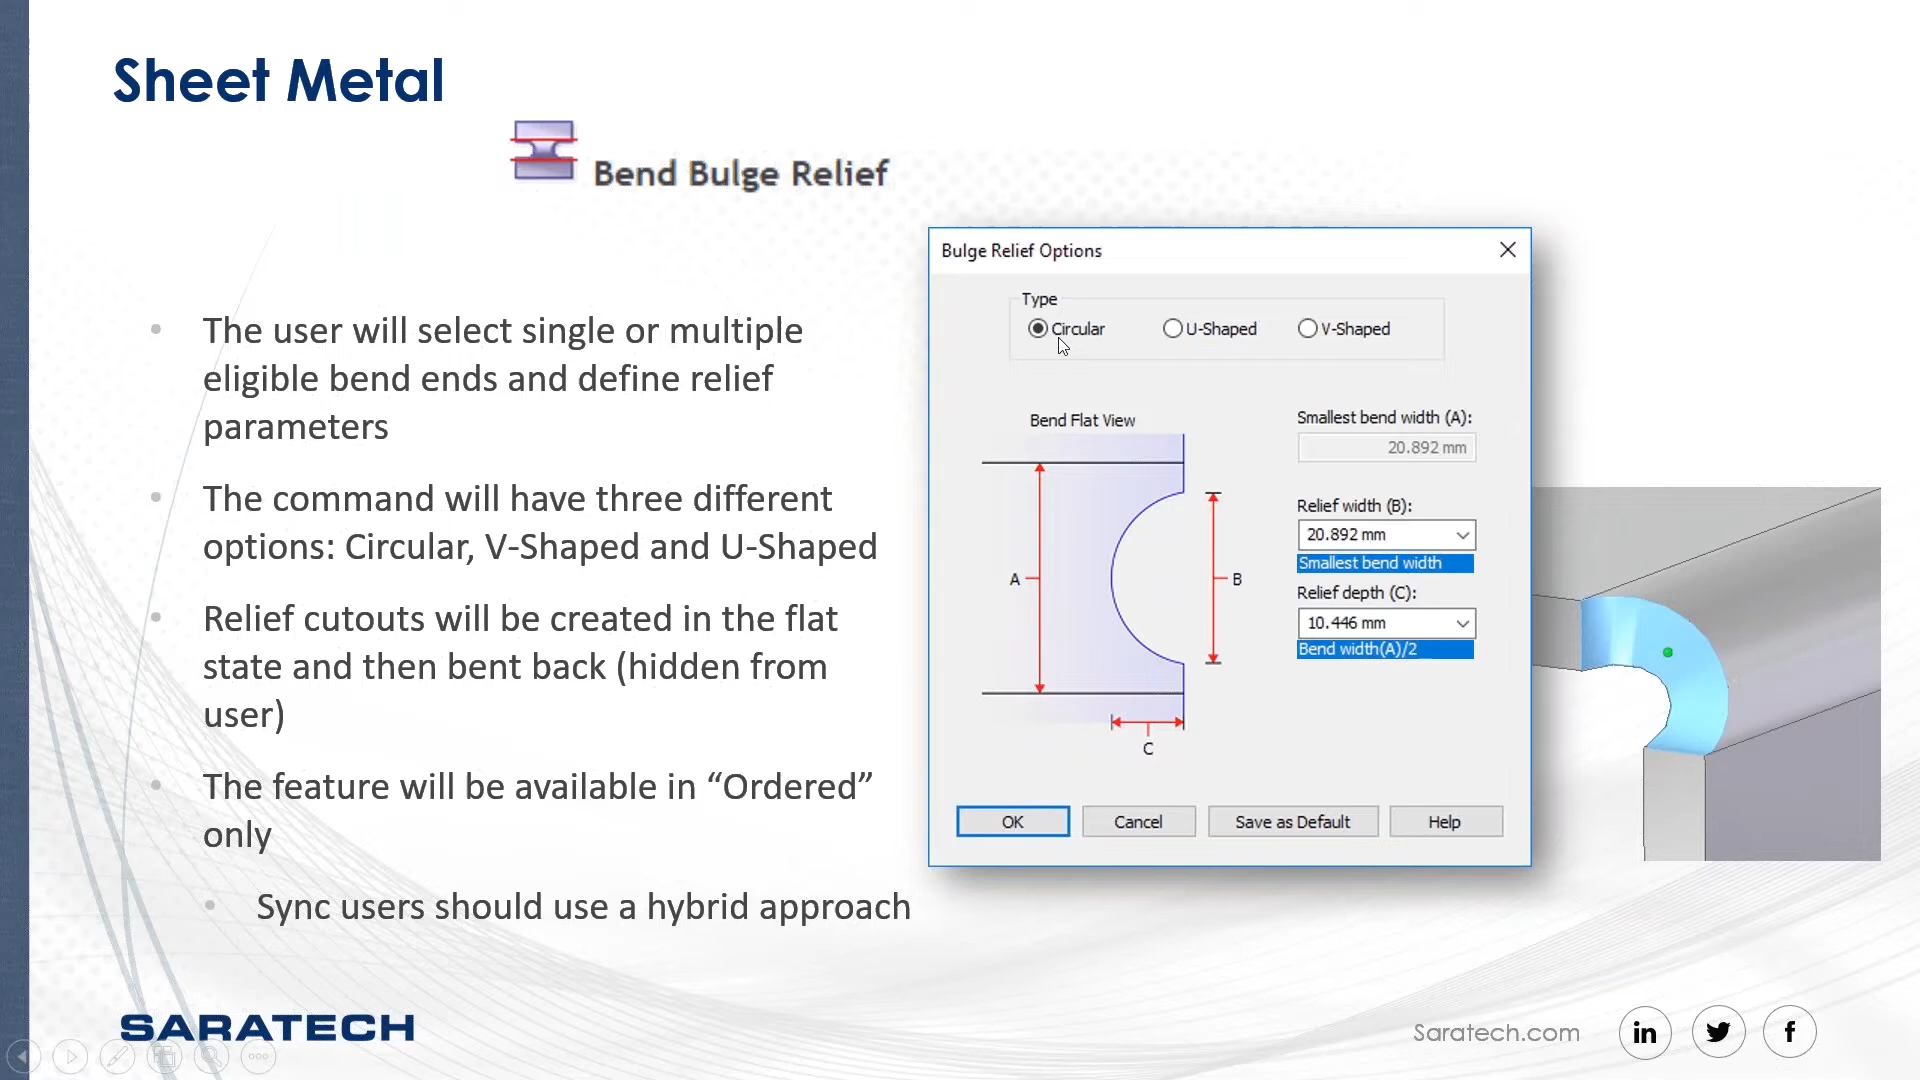 Sheet Metal
Bend Bulge Relief
• The user will select single or multiple
eligible bend ends and define relief
parameters
• The command will have three different
options: Circular, V-Shaped and U-Shaped
• Relief cutouts will be created in the flat
state and then bent back (hidden from
user)
• The feature will be available in “Ordered”
only
• Sync users should use a hybrid approach
Bulge Relief Options
Type
Circular U-Shaped V-Shaped
Bend Flat View
A
B
C
Smallest bend width (A):
20.892 mm
Relief width (B):
20.892 mm
Smallest bend width
Relief depth (C):
10.446 mm
Bend width(A)/2
OK Cancel Save as Default Help
SARATECH
Saratech.com
in
f